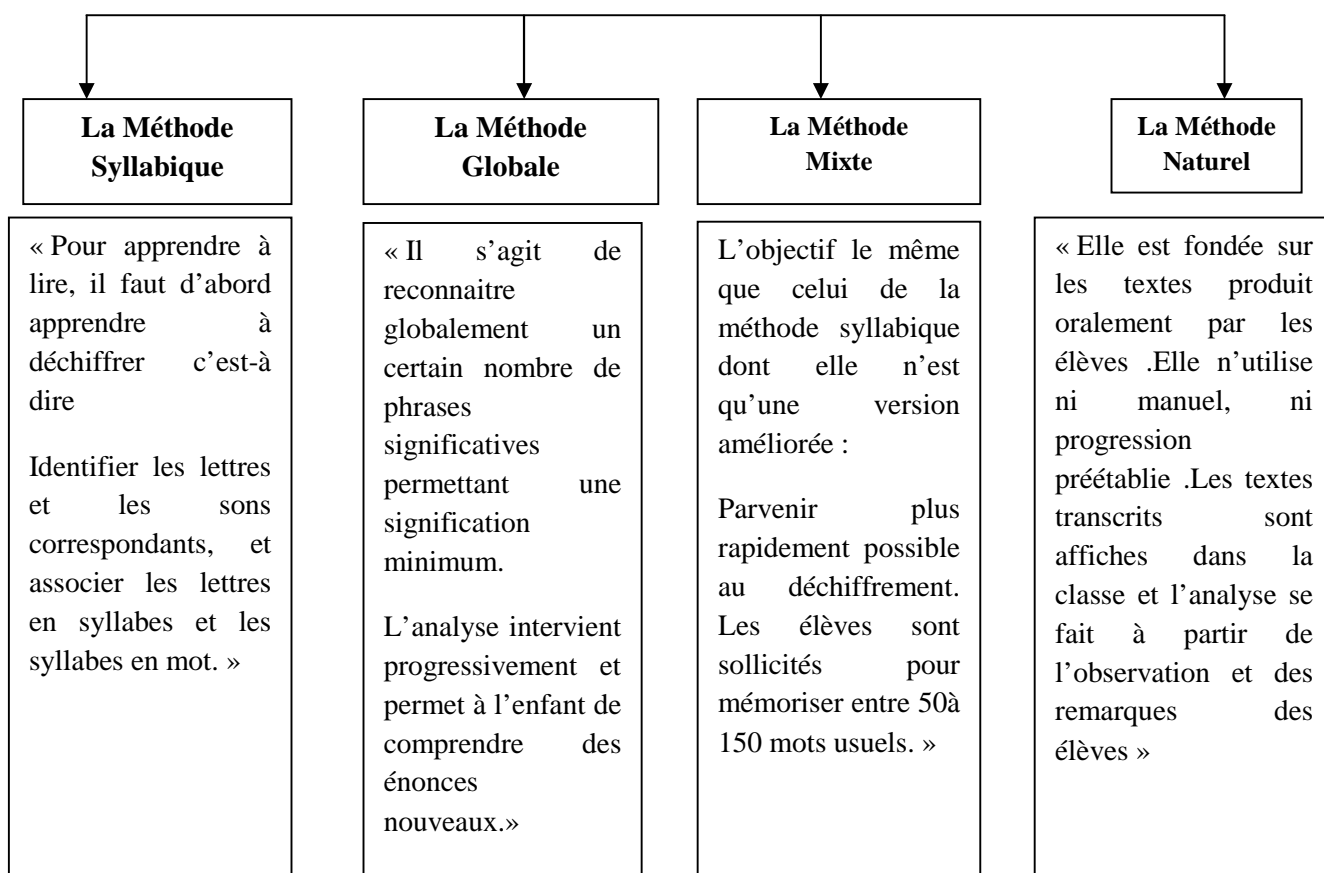 La Méthode
Syllabique
La Méthode
Globale
La Méthode
Mixte
La Méthode
Naturel
« Pour apprendre à
lire, il faut d’abord
apprendre à
déchiffrer c’est-à
dire
Identifier les lettres
et les sons
correspondants, et
associer les lettres
en syllabes et les
syllabes en mot. »
« Il s’agit de
reconnaitre
globalement un
certain nombre de
phrases
significatives
permettant une
signification
minimum.
L’analyse intervient
progressivement et
permet à l’enfant de
comprendre des
énonces
nouveaux.»
L’objectif le même
que celui de la
méthode syllabique
dont elle n’est
qu’une version
améliorée :
Parvenir plus
rapidement possible
au déchiffrement.
Les élèves sont
sollicités pour
mémoriser entre 50à
150 mots usuels. »
« Elle est fondée sur
les textes produit
oralement par les
élèves .Elle n’utilise
ni manuel, ni
progression
préétablie .Les textes
transcrits sont
affiches dans la
classe et l’analyse se
fait à partir de
l’observation et des
remarques des
élèves »